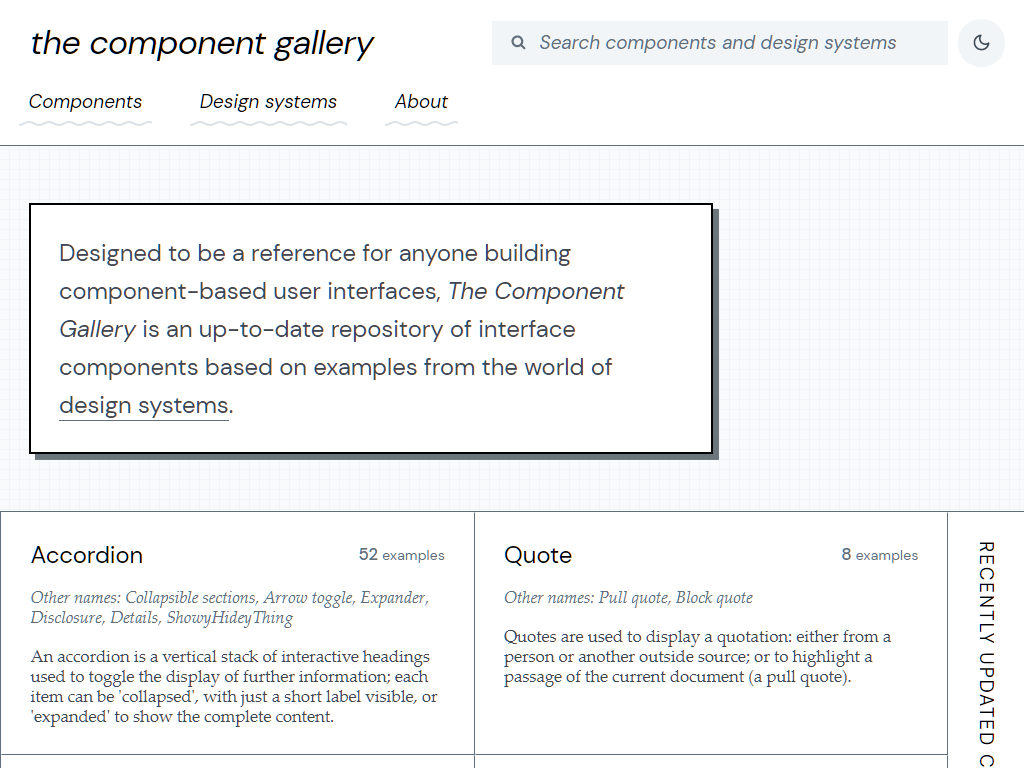 the component gallery
Search components and design systems
Components
Design systems
About
Designed to be a reference for anyone building
component-based user interfaces, The Component
Gallery is an up-to-date repository of interface
components based on examples from the world of
design systems.
Accordion
52 examples
Other names: Collapsible sections, Arrow toggle, Expander,
Disclosure, Details, ShowyHideyThing
An accordion is a vertical stack of interactive headings
used to toggle the display of further information; each
item can be 'collapsed', with just a short label visible, or
'expanded' to show the complete content.
Quote
8 examples
Other names: Pull quote, Block quote
Quotes are used to display a quotation: either from a
person or another outside source; or to highlight a
passage of the current document (a pull quote).
RECENTLY UPDATED C